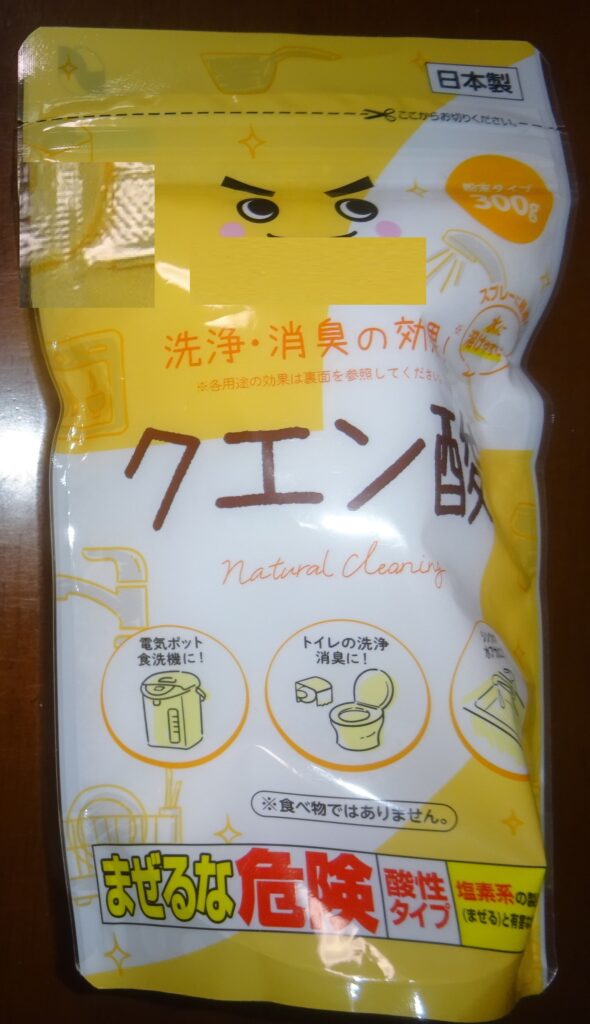 日本製
ここからお切りください。
粉末タイプ
300g
洗浄・消臭の効果!
※各用途の効果は裏面を参照してください
クエン酸
Natural Cleaning
電気ポット
食洗機に!
トイレの洗浄
消臭に!
※食べ物ではありません。
まぜるな
危険
酸性
タイプ
塩素系の
(まぜる)と有害な